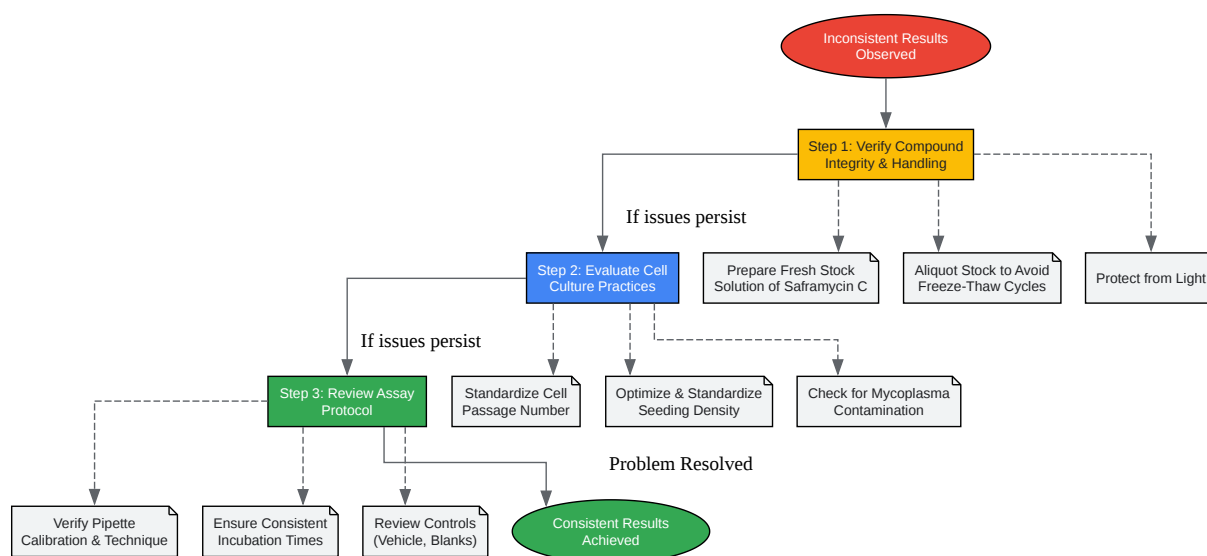 Inconsistent Results
Observed
Step 1: Verify Compound
Integrity & Handling
If issues persist
Step 2: Evaluate Cell
Culture Practices
Prepare Fresh Stock
Solution of Saframycin C
Aliquot Stock to Avoid
Freeze-Thaw Cycles
Protect from Light
If issues persist
Step 3: Review Assay
Protocol
Standardize Cell
Passage Number
Optimize & Standardize
Seeding Density
Check for Mycoplasma
Contamination
Problem Resolved
Verify Pipette
Calibration & Technique
Ensure Consistent
Incubation Times
Review Controls
(Vehicle, Blanks)
Consistent Results
Achieved